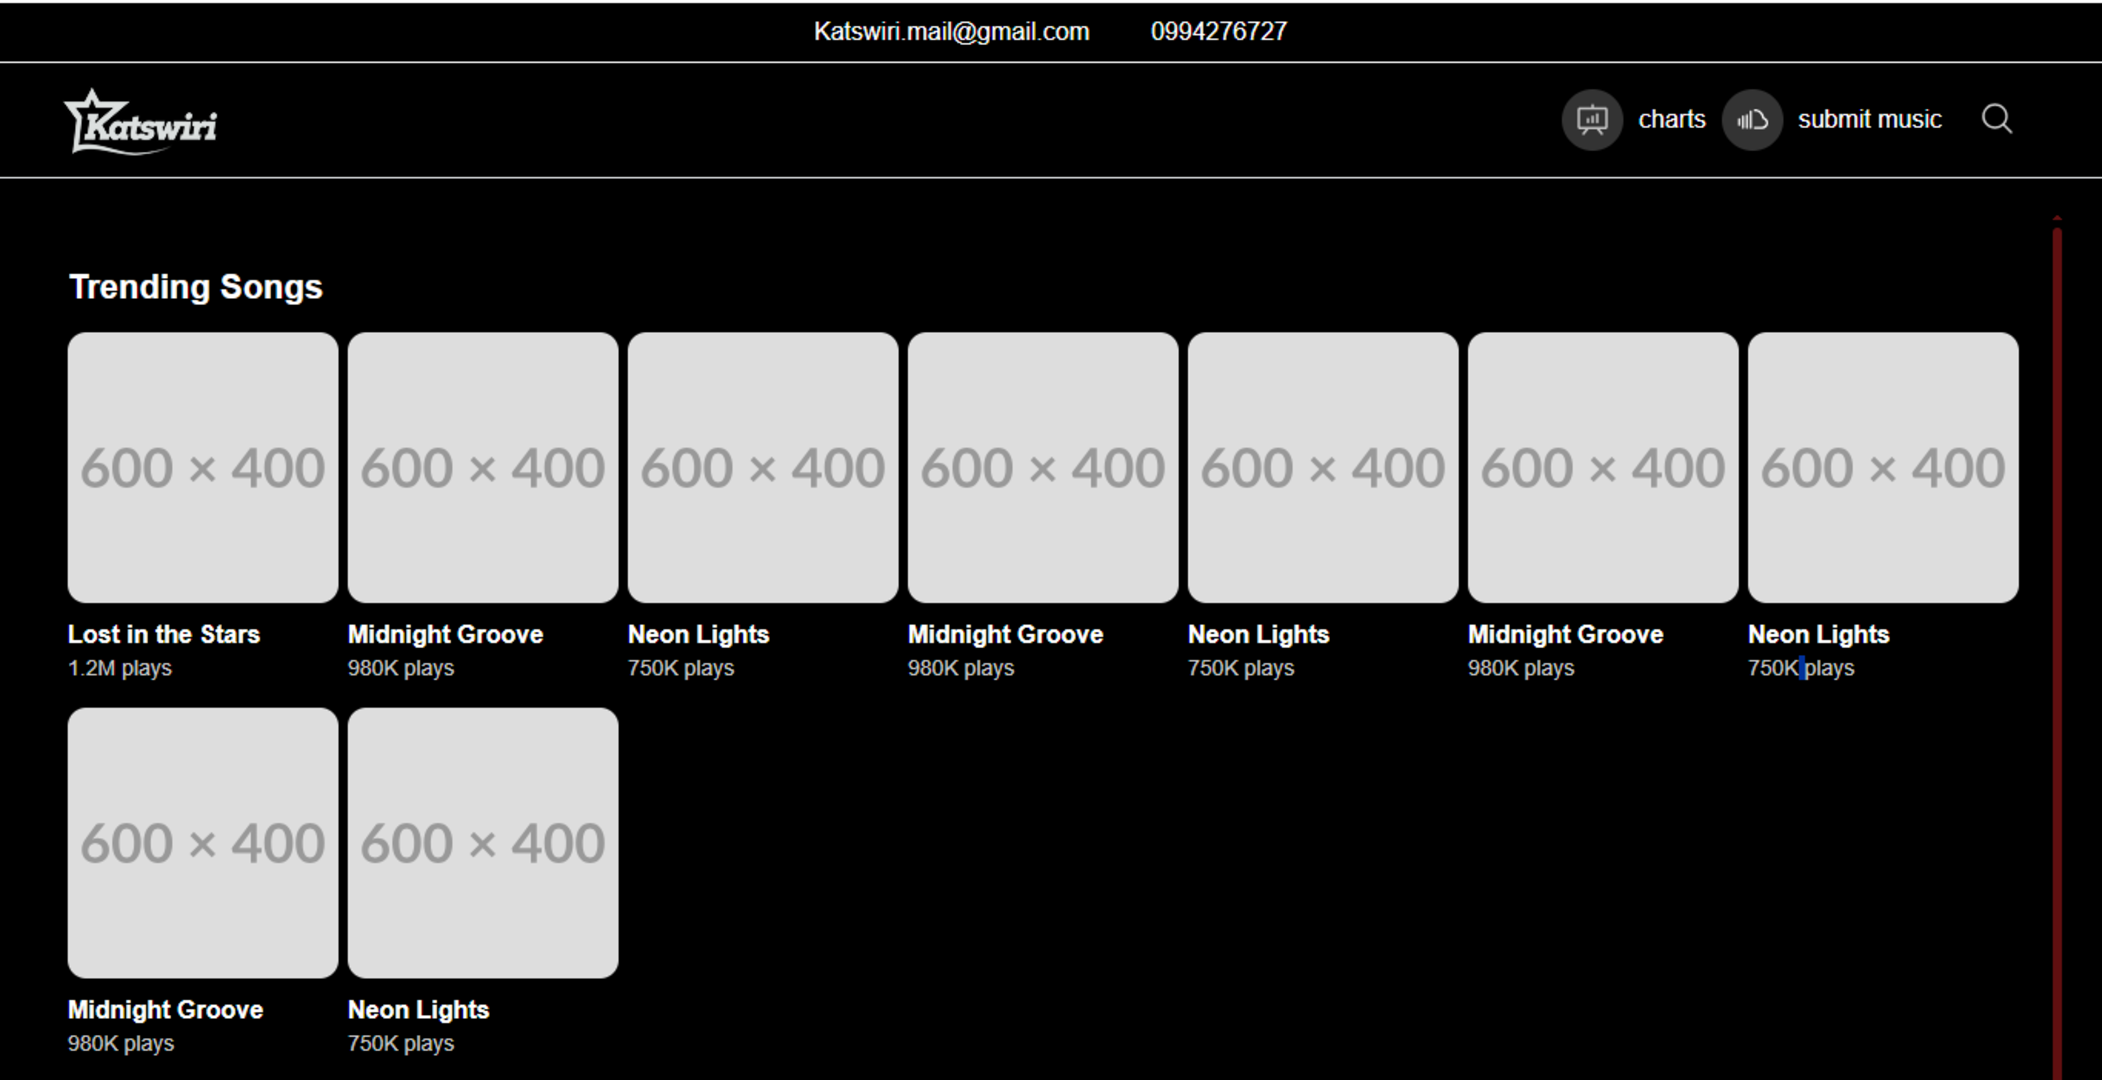 Katswiri.mail@gmail.com 0994276727
Katswiri charts submit music
Trending Songs
600 × 400 600 × 400 600 × 400 600 × 400 600 × 400 600 × 400 600 × 400
Lost in the Stars Midnight Groove Neon Lights Midnight Groove Neon Lights Midnight Groove Neon Lights
1.2M plays 980K plays 750K plays 980K plays 750K plays 980K plays 750K plays
600 × 400 600 × 400
Midnight Groove Neon Lights
980K plays 750K plays